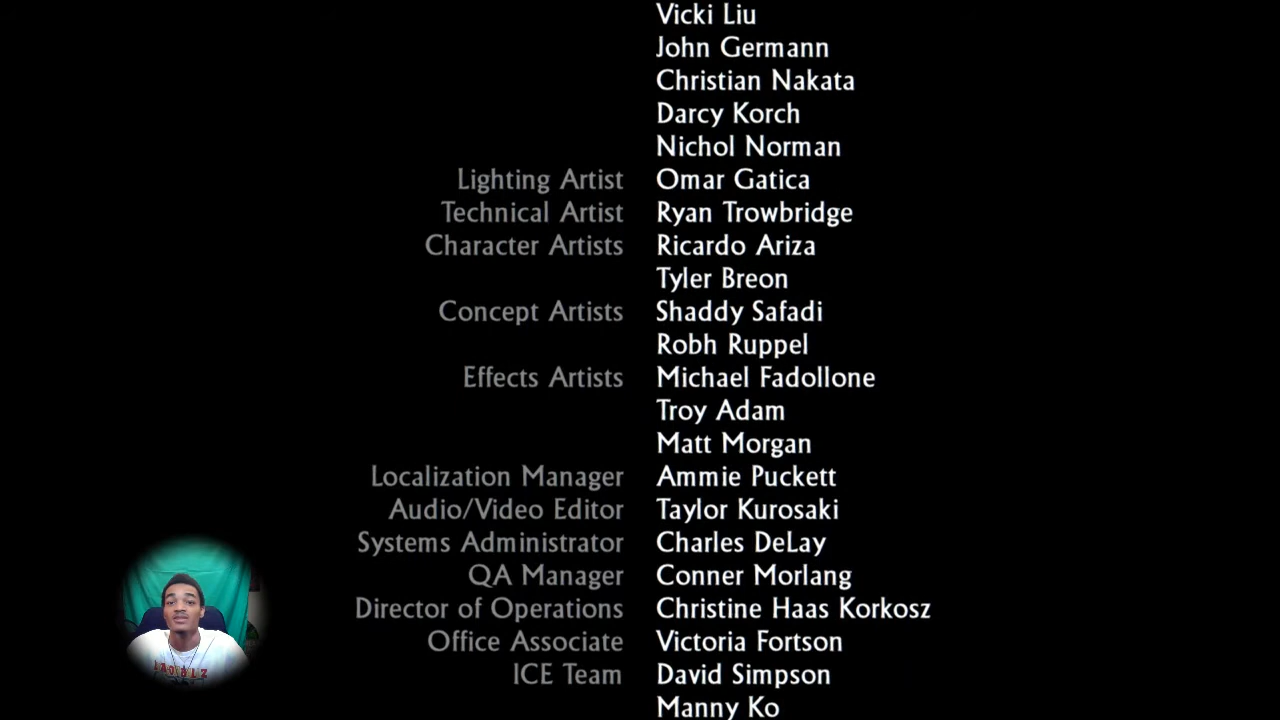 Vicki Liu
John Germann
Christian Nakata
Darcy Korch
Nichol Norman
Lighting Artist Omar Gatica
Technical Artist Ryan Trowbridge
Character Artists Ricardo Ariza
Tyler Breon
Concept Artists Shaddy Safadi
Robh Ruppel
Effects Artists Michael Fadollone
Troy Adam
Matt Morgan
Localization Manager Ammie Puckett
Audio/Video Editor Taylor Kurosaki
Systems Administrator Charles DeLay
QA Manager Conner Morlang
Director of Operations Christine Haas Korkosz
Office Associate Victoria Fortson
ICE Team David Simpson
Manny Ko